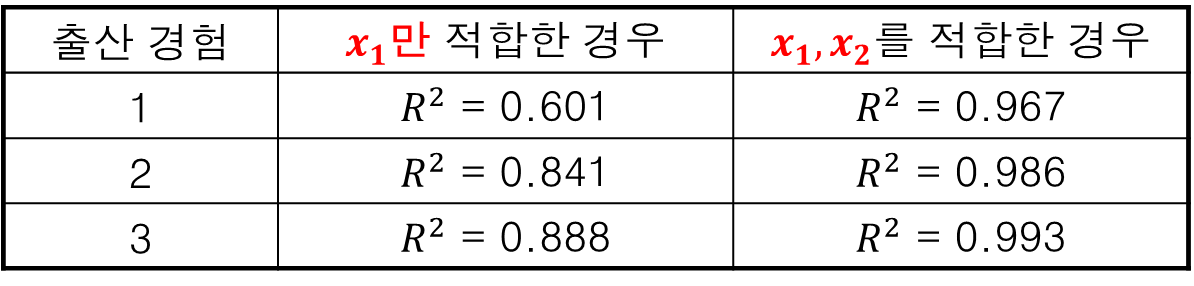 출산 경험 x₁만 적합한 경우 x₁, x₂를 적합한 경우
1 R² = 0.601 R² = 0.967
2 R² = 0.841 R² = 0.986
3 R² = 0.888 R² = 0.993